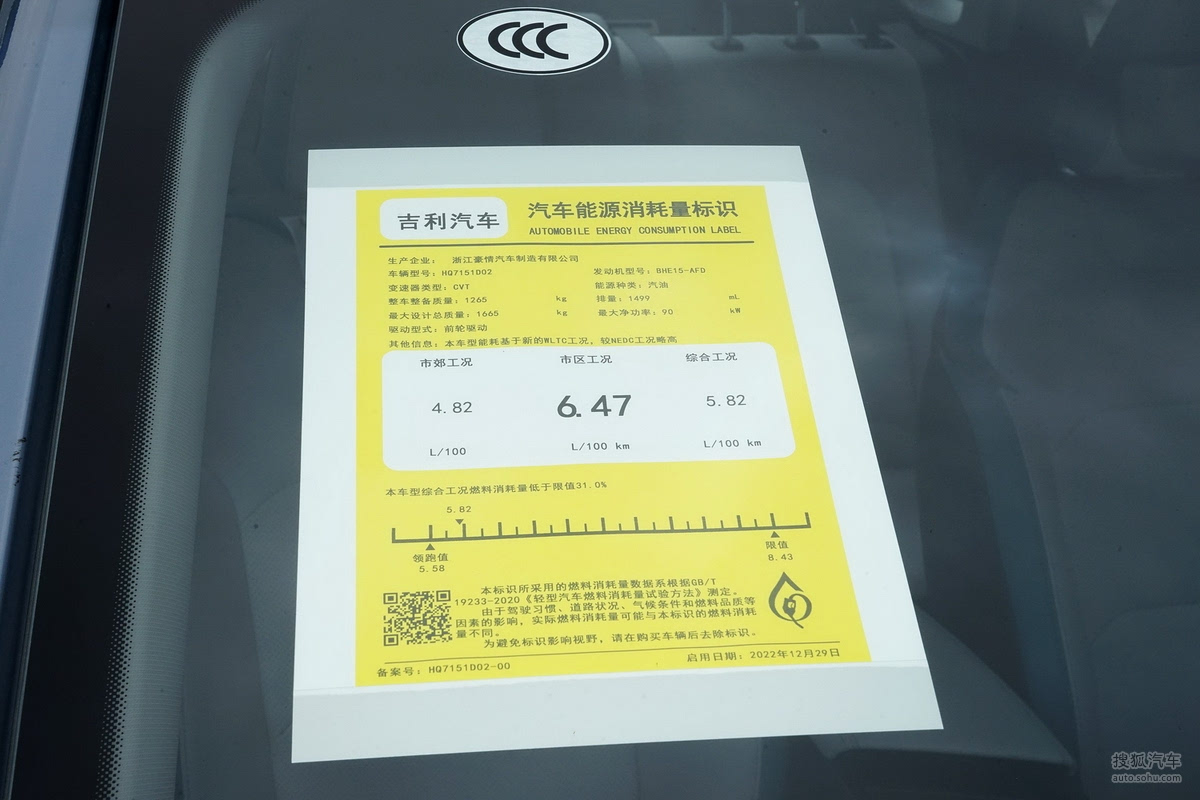 CCC
吉利汽车
汽车能源消耗量标识
AUTOMOBILE ENERGY CONSUMPTION LABEL
生产企业: 浙江豪情汽车制造有限公司
车辆型号: HQ7151D02 发动机型号: BHE15-AFD
变速器类型: CVT 能源种类: 汽油
整车整备质量: 1265 kg 排量: 1499 mL
最大设计总质量: 1665 kg 最大净功率: 90 kW
驱动型式: 前轮驱动
其他信息: 本车型能耗基于新的WLTC工况, 较NEDC工况略高
市郊工况 市区工况 综合工况
4.82 6.47 5.82
L/100 L/100 km L/100 km
本车型综合工况燃料消耗量低于限值31.0%
5.82
领跑值 限值
5.58 8.43
本标识所采用的燃料消耗量数据系根据GB/T
19233-2020《轻型汽车燃料消耗量试验方法》测定。
由于驾驶习惯、道路状况、气候条件和燃料品质等
因素的影响, 实际燃料消耗量可能与本标识的燃料消耗
量不同。
为避免标识影响视野, 请在购买车辆后去除标识。
备案号: HQ7151D02-00 启用日期: 2022年12月29日
搜狐汽车
auto.sohu.com